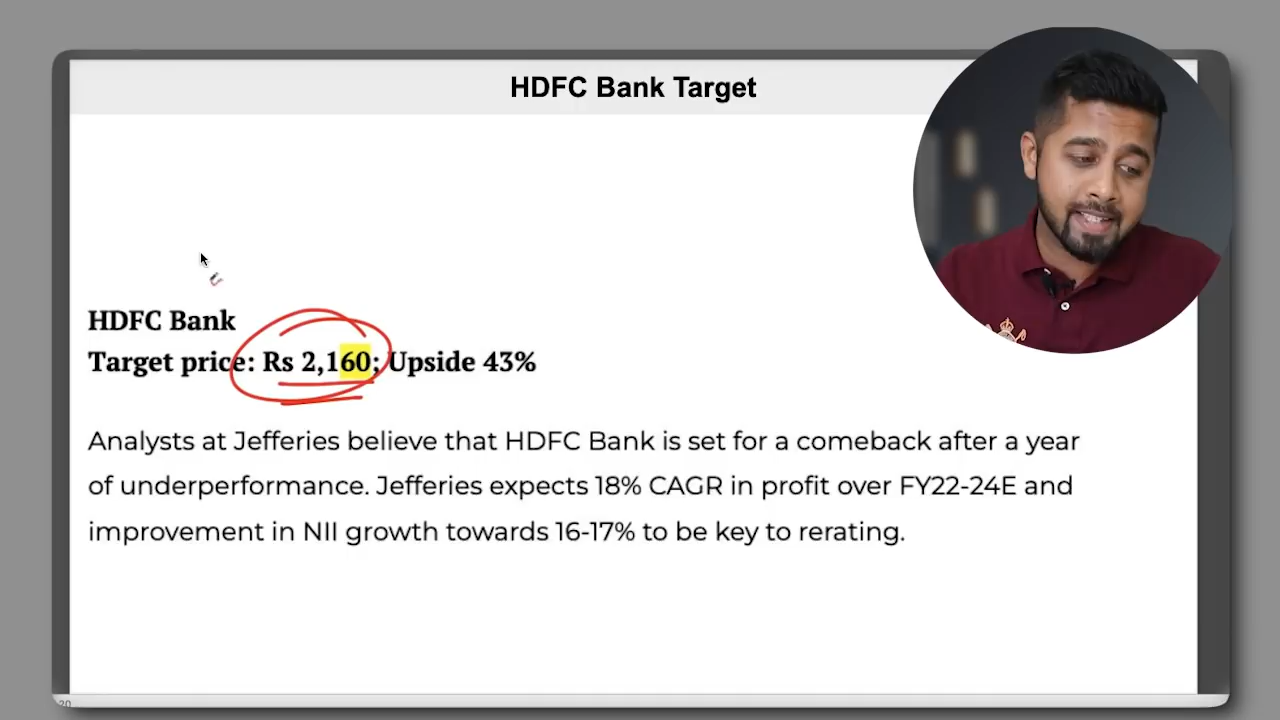 HDFC Bank Target
HDFC Bank
Target price: Rs 2,160; Upside 43%
Analysts at Jefferies believe that HDFC Bank is set for a comeback after a year
of underperformance. Jefferies expects 18% CAGR in profit over FY22-24E and
improvement in NII growth towards 16-17% to be key to rerating.
20